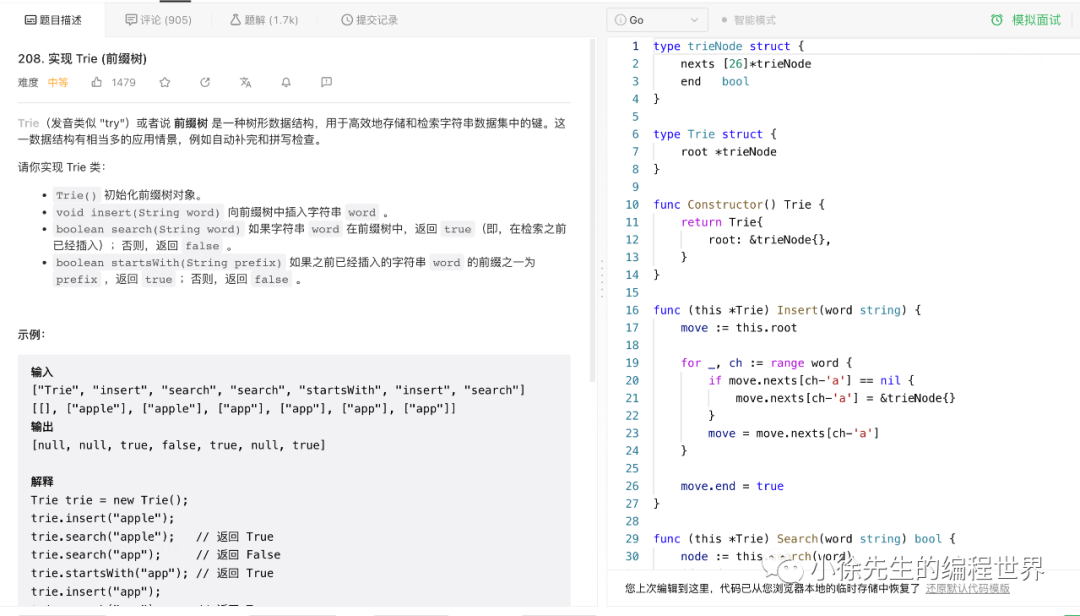 题目描述
评论 (905)
题解 (1.7k)
提交记录
208. 实现 Trie (前缀树)
难度 中等 1479
Trie（发音类似 "try"）或者说 前缀树 是一种树形数据结构，用于高效地存储和检索字符串数据集中的键。这
一数据结构有相当多的应用情景，例如自动补完和拼写检查。
请你实现 Trie 类：
• Trie() 初始化前缀树对象。
• void insert(String word) 向前缀树中插入字符串 word 。
• boolean search(String word) 如果字符串 word 在前缀树中，返回 true（即，在检索之前
已经插入）；否则，返回 false 。
• boolean startsWith(String prefix) 如果之前已经插入的字符串 word 的前缀之一为
prefix ，返回 true ；否则，返回 false 。
示例：
输入
["Trie", "insert", "search", "search", "startsWith", "insert", "search"]
[[], ["apple"], ["apple"], ["app"], ["app"], ["app"], ["app"]]
输出
[null, null, true, false, true, null, true]
解释
Trie trie = new Trie();
trie.insert("apple");
trie.search("apple");   // 返回 True
trie.search("app");     // 返回 False
trie.startsWith("app"); // 返回 True
trie.insert("app");
Go
智能模式
模拟面试
1 type trieNode struct {
2     nexts [26]*trieNode
3     end   bool
4 }
5
6 type Trie struct {
7     root *trieNode
8 }
9
10 func Constructor() Trie {
11     return Trie{
12         root: &trieNode{},
13     }
14 }
15
16 func (this *Trie) Insert(word string) {
17     move := this.root
18
19     for _, ch := range word {
20         if move.nexts[ch-'a'] == nil {
21             move.nexts[ch-'a'] = &trieNode{}
22         }
23         move = move.nexts[ch-'a']
24     }
25
26     move.end = true
27 }
28
29 func (this *Trie) Search(word string) bool {
30     node := this.search(word)
小徐先生的编程世界
您上次编辑到这里，代码已从您浏览器本地的临时存储中恢复了 还原默认代码模版